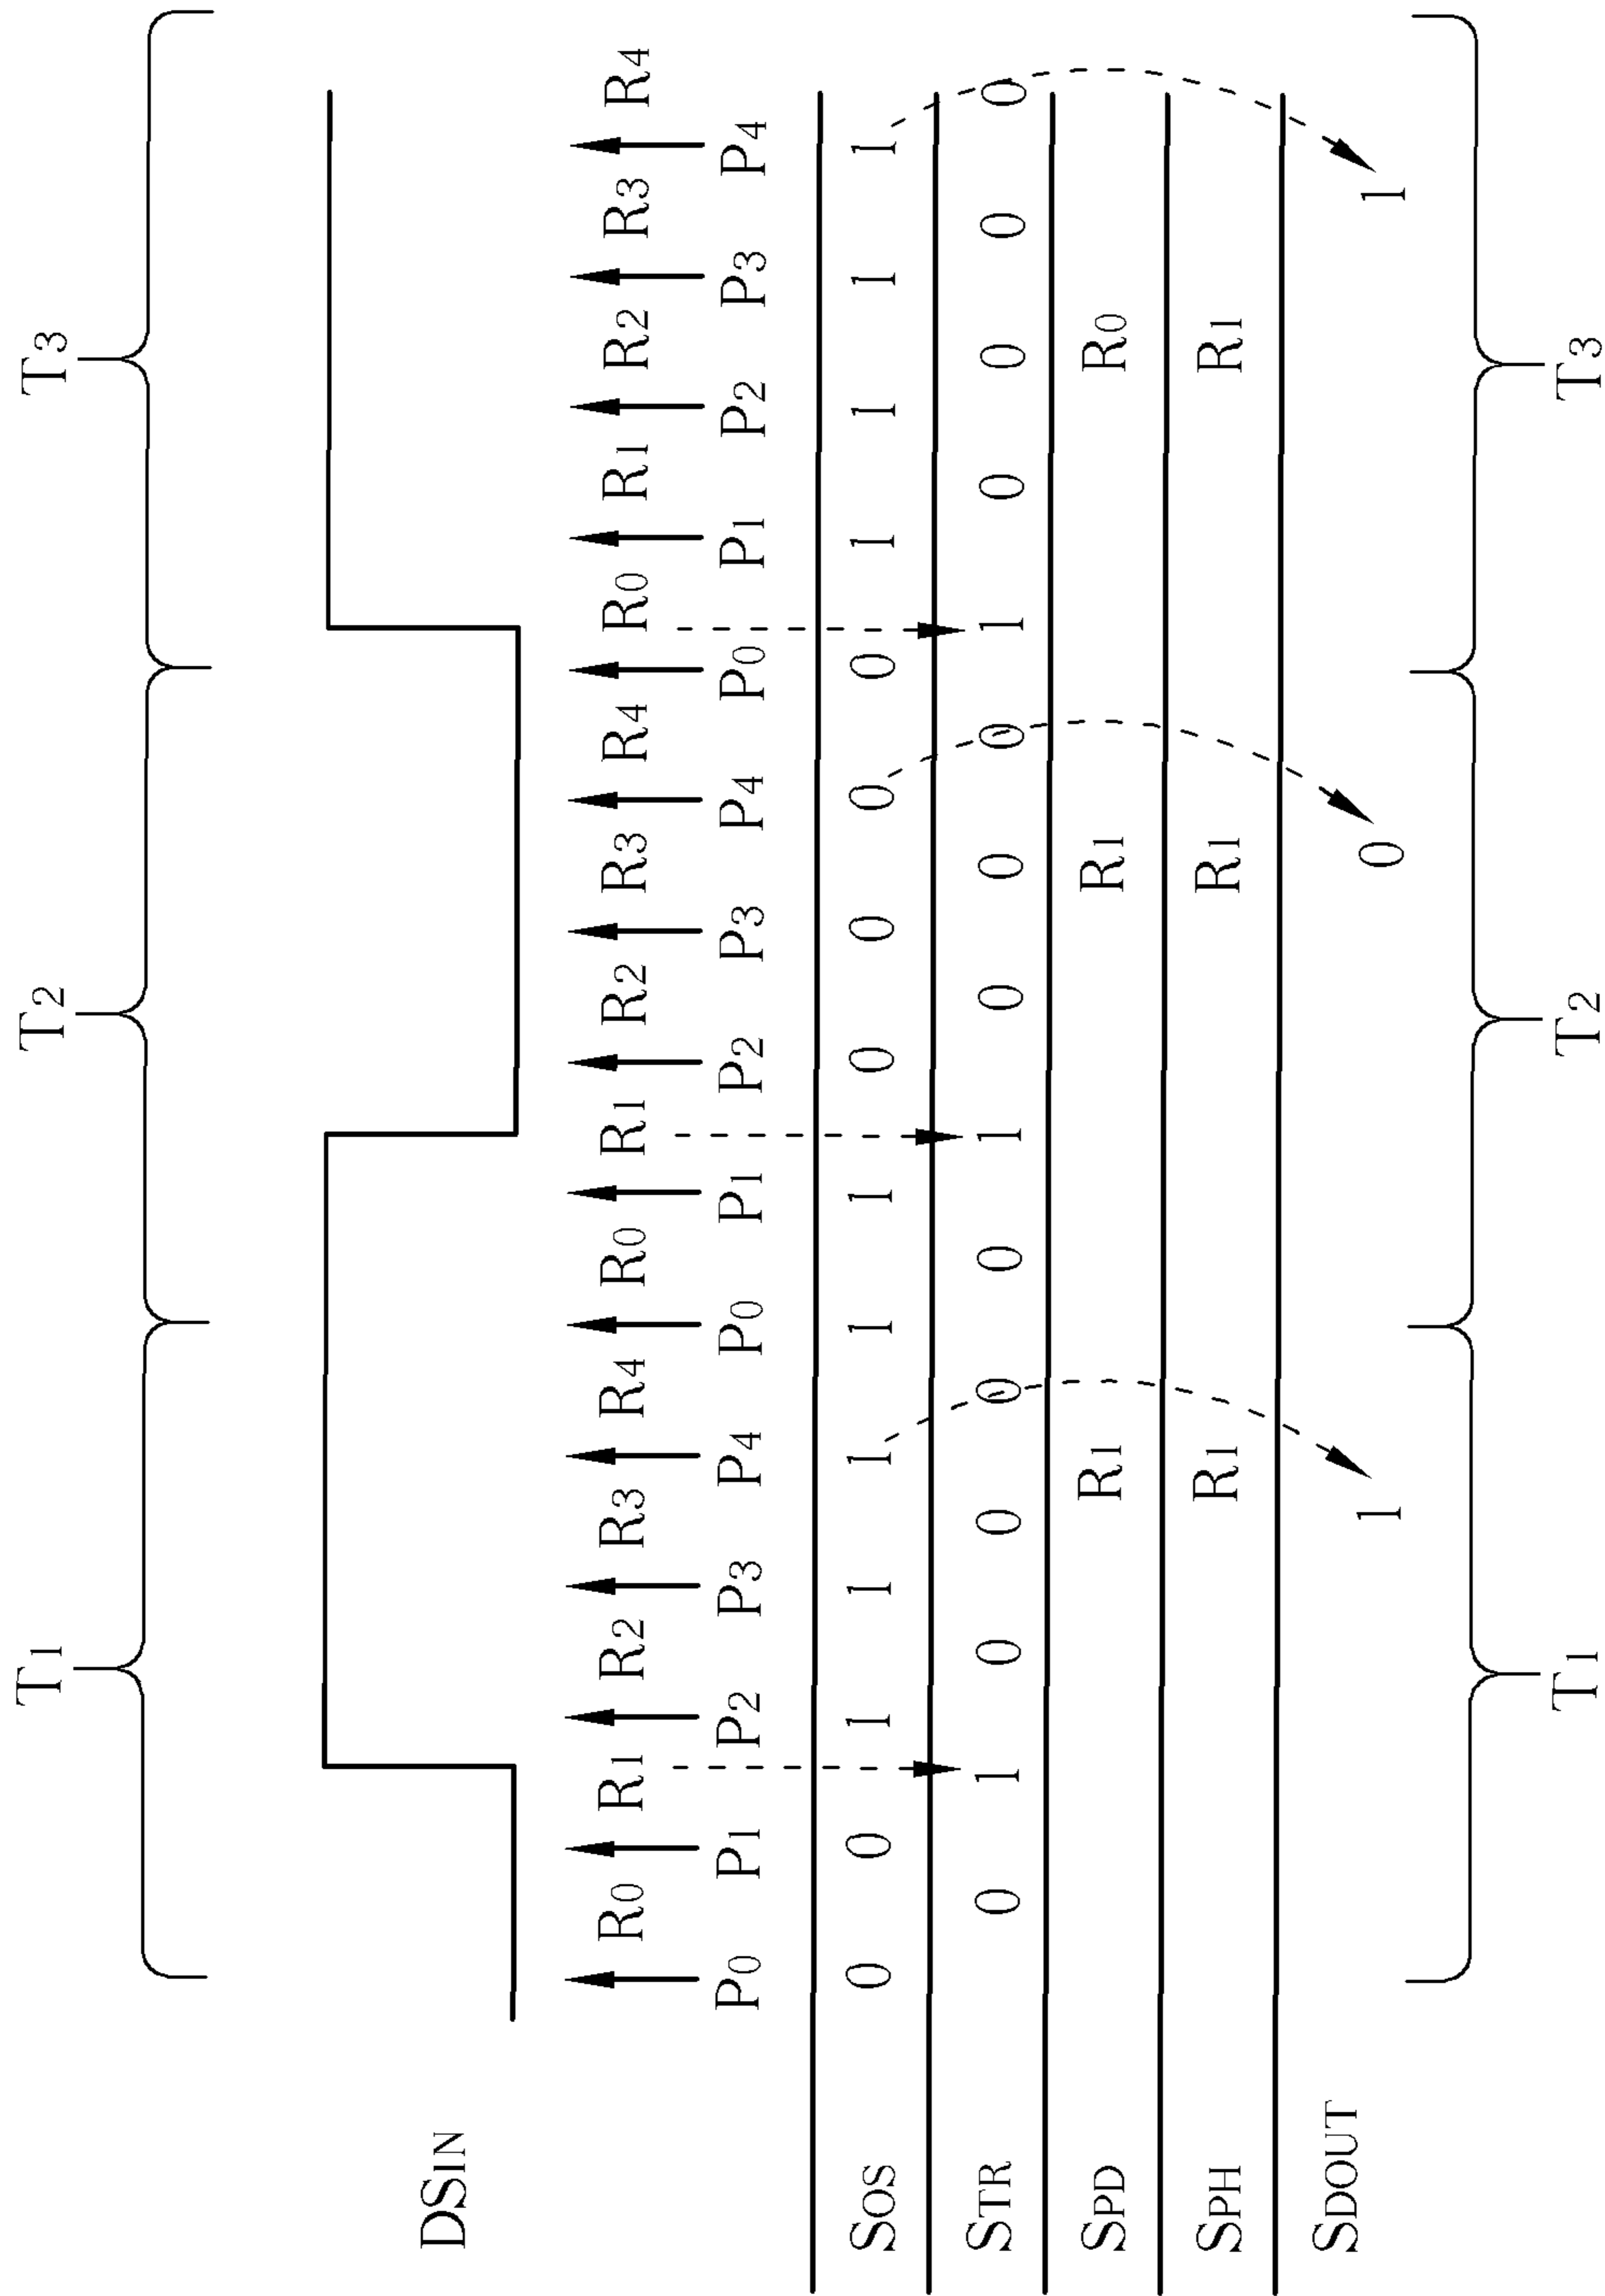 T1 T2 T3
DSIN
R0 R1 R2 R3 R4 R0 R1 R2 R3 R4 R0 R1 R2 R3 R4
P0 P1 P2 P3 P4 P0 P1 P2 P3 P4 P0 P1 P2 P3 P4
SOS 0 0 1 1 1 1 1 0 0 0 0 1 1 1 1
STR 0 1 0 0 0 0 1 0 0 0 1 0 0 0 0
SPD R1 R1 R0
SPH R1 R1 R1
SDOUT 1 0 1
T1 T2 T3